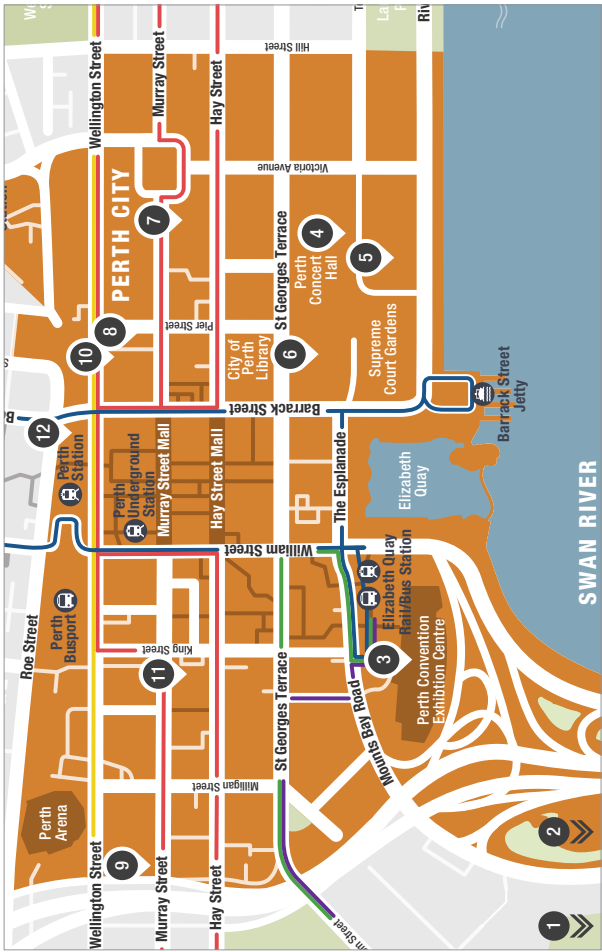 Roe Street
Perth
Arena
Perth
Busport
Perth
Station
12
Wellington Street
Wellington Street
9
10
8
PERTH CITY
Perth
Underground
Station
Murray Street
Murray Street Mall
Murray Street
11
7
King Street
Pier Street
Hill Street
Hay Street
Hay Street Mall
Hay Street
Milligan Street
William Street
Barrack Street
Victoria Avenue
City of
Perth
Library
6
St Georges Terrace
St Georges Terrace
Perth
Concert
Hall
4
5
m Street
Mounts Bay Road
The Esplanade
Supreme
Court Gardens
Elizabeth Quay
Rail/Bus Station
3
Perth Convention
Exhibition Centre
Elizabeth
Quay
Riv
Barrack Street
Jetty
1
2
SWAN RIVER